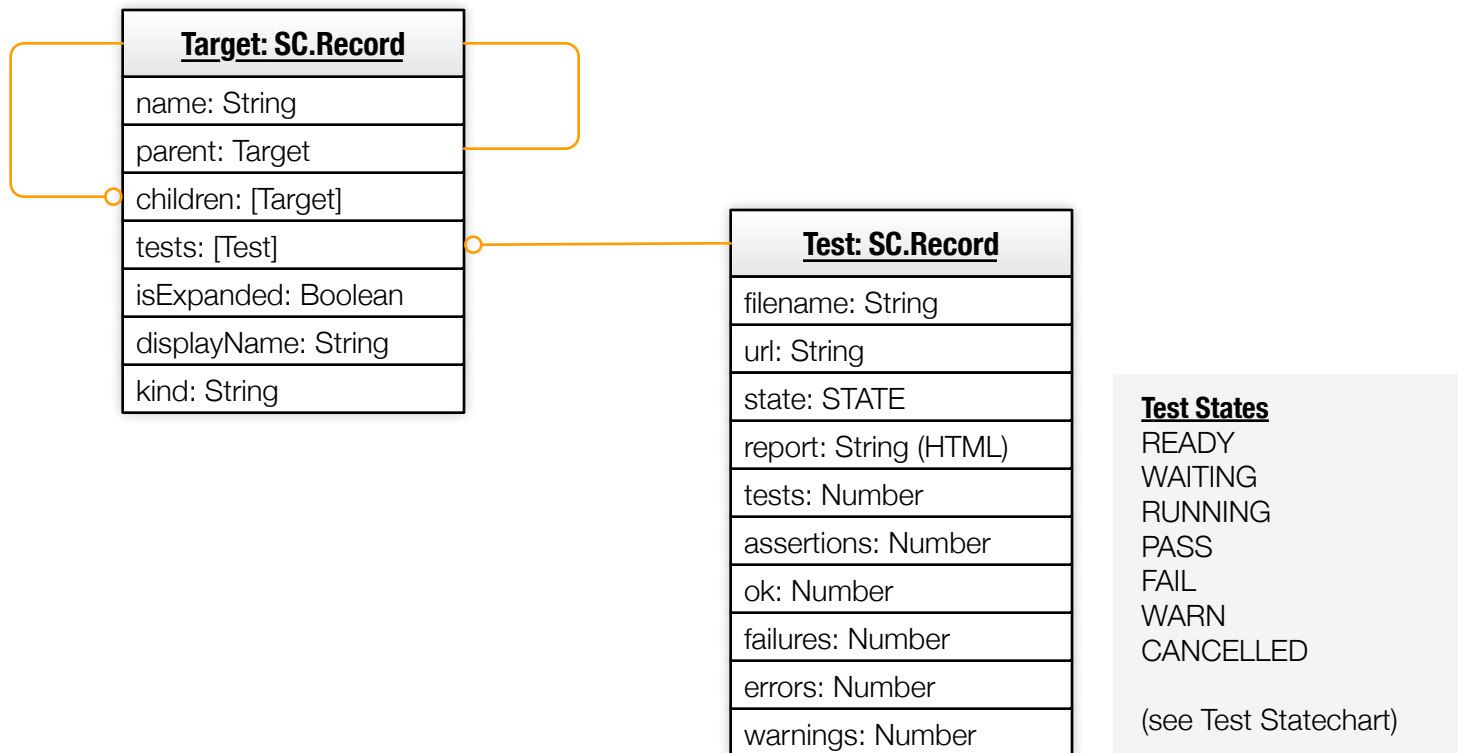 Target: SC.Record
name: String
parent: Target
children: [Target]
tests: [Test]
isExpanded: Boolean
displayName: String
kind: String
Test: SC.Record
filename: String
url: String
state: STATE
report: String (HTML)
tests: Number
assertions: Number
ok: Number
failures: Number
errors: Number
warnings: Number
Test States
READY
WAITING
RUNNING
PASS
FAIL
WARN
CANCELLED
(see Test Statechart)